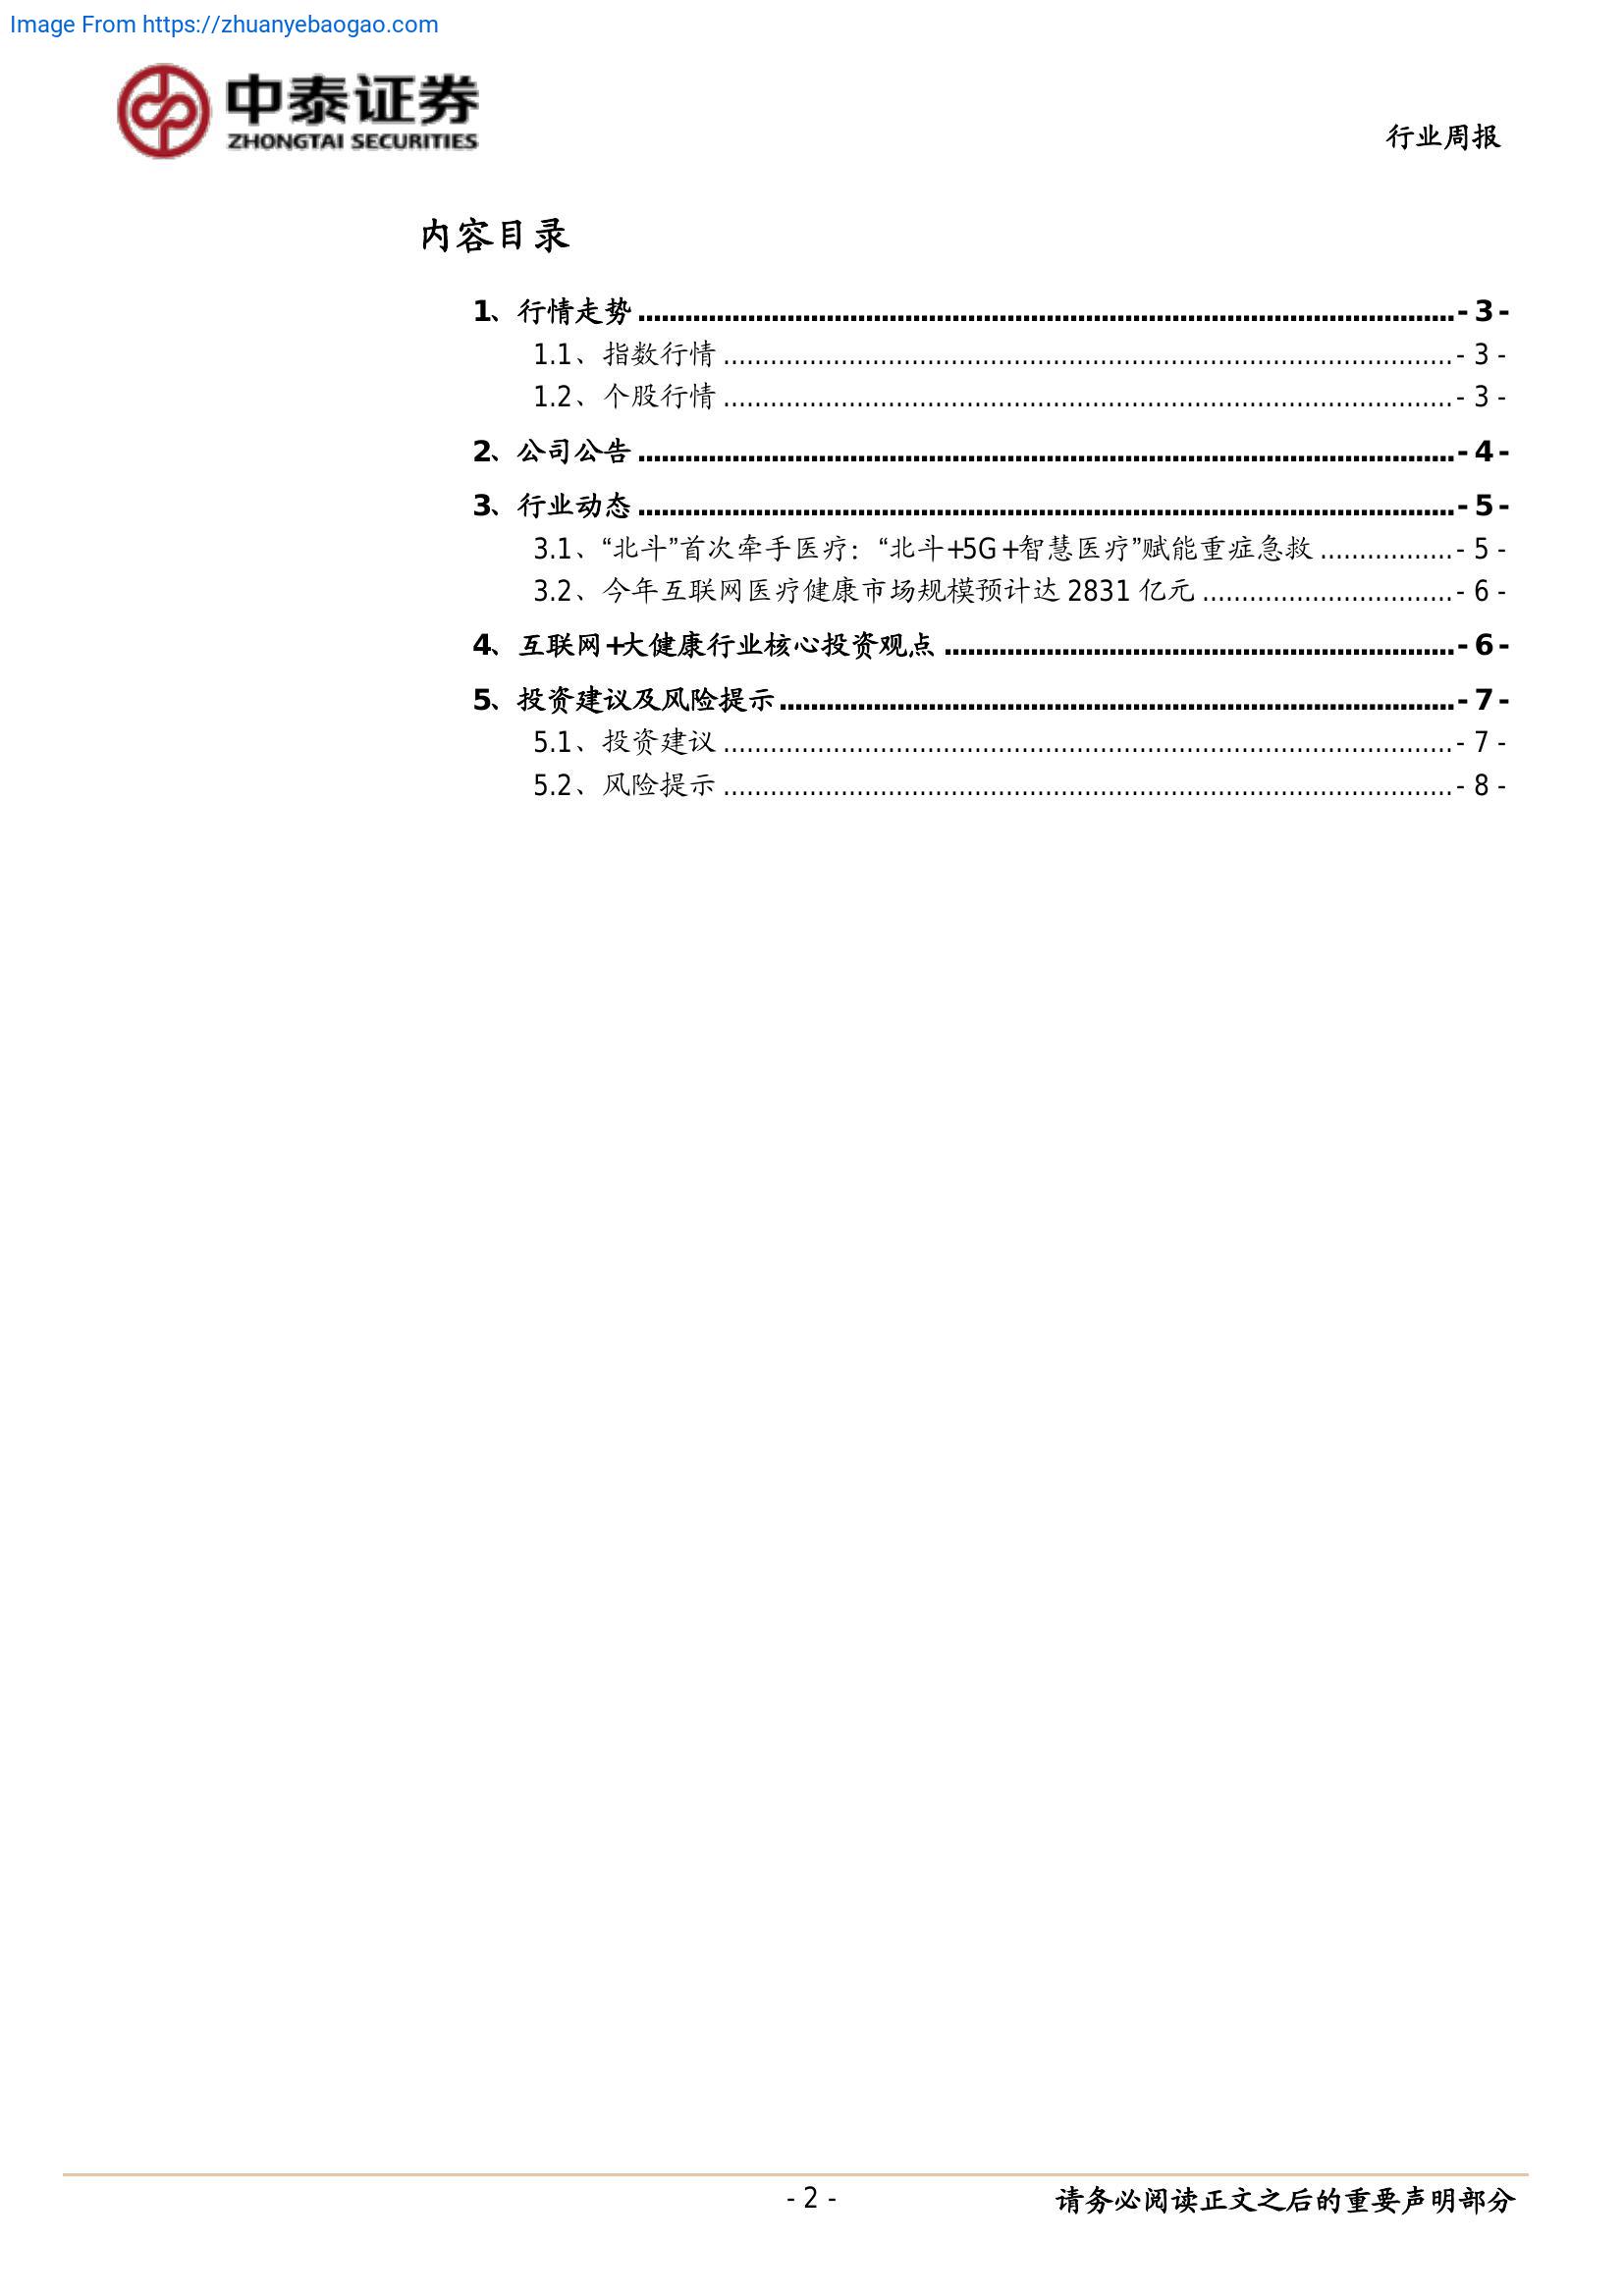 Image From https://zhuanyebaogao.com
中泰证券
ZHONGTAI SECURITIES
行业周报
内容目录
1、行情走势 - 3 -
1.1、指数行情 - 3 -
1.2、个股行情 - 3 -
2、公司公告 - 4 -
3、行业动态 - 5 -
3.1、“北斗”首次牵手医疗：“北斗+5G+智慧医疗”赋能重症急救 - 5 -
3.2、今年互联网医疗健康市场规模预计达 2831 亿元 - 6 -
4、互联网+大健康行业核心投资观点 - 6 -
5、投资建议及风险提示 - 7 -
5.1、投资建议 - 7 -
5.2、风险提示 - 8 -
- 2 -
请务必阅读正文之后的重要声明部分